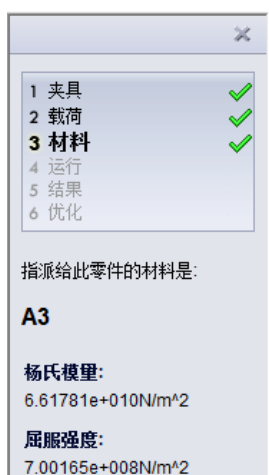 1 夹具
2 载荷
3 材料
4 运行
5 结果
6 优化
指派给此零件的材料是:
A3
杨氏模量:
6.61781e+010N/m^2
屈服强度:
7.00165e+008N/m^2